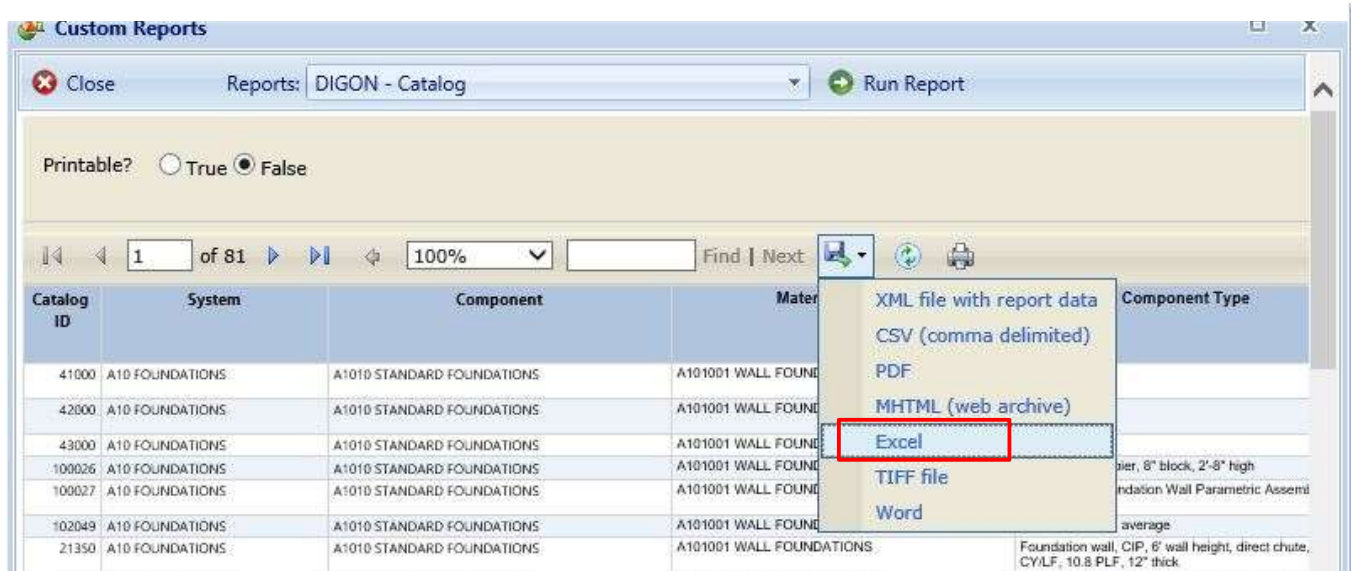 Custom Reports
Close Reports: DIGON - Catalog Run Report
Printable? True False
1 of 81 100% Find | Next
Catalog ID System Component Mater Component Type
XML file with report data
CSV (comma delimited)
PDF
MHTML (web archive)
Excel
TIFF file
Word
41000 A10 FOUNDATIONS A1010 STANDARD FOUNDATIONS A101001 WALL FOUND
42000 A10 FOUNDATIONS A1010 STANDARD FOUNDATIONS A101001 WALL FOUND
43000 A10 FOUNDATIONS A1010 STANDARD FOUNDATIONS A101001 WALL FOUND
100026 A10 FOUNDATIONS A1010 STANDARD FOUNDATIONS A101001 WALL FOUND ier, 8" block, 2'-8" high
100027 A10 FOUNDATIONS A1010 STANDARD FOUNDATIONS A101001 WALL FOUND ndation Wall Parametric Assembl
102049 A10 FOUNDATIONS A1010 STANDARD FOUNDATIONS A101001 WALL FOUND average
21350 A10 FOUNDATIONS A1010 STANDARD FOUNDATIONS A101001 WALL FOUNDATIONS Foundation wall, CIP, 6' wall height, direct chute,
CY/LF, 10.8 PLF, 12" thick